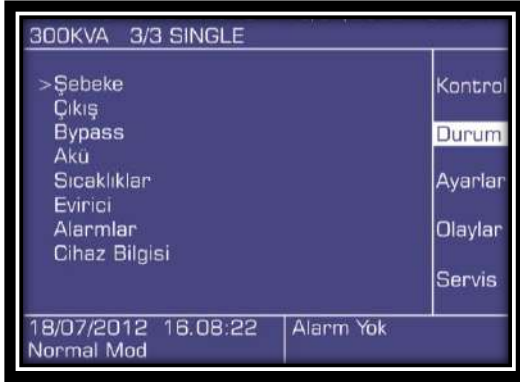 300KVA 3/3 SINGLE
>Şebeke
Çıkış
Bypass
Akü
Sıcaklıklar
Evirici
Alarmlar
Cihaz Bilgisi
Kontrol
Durum
Ayarlar
Olaylar
Servis
18/07/2012 16.08:22
Normal Mod
Alarm Yok